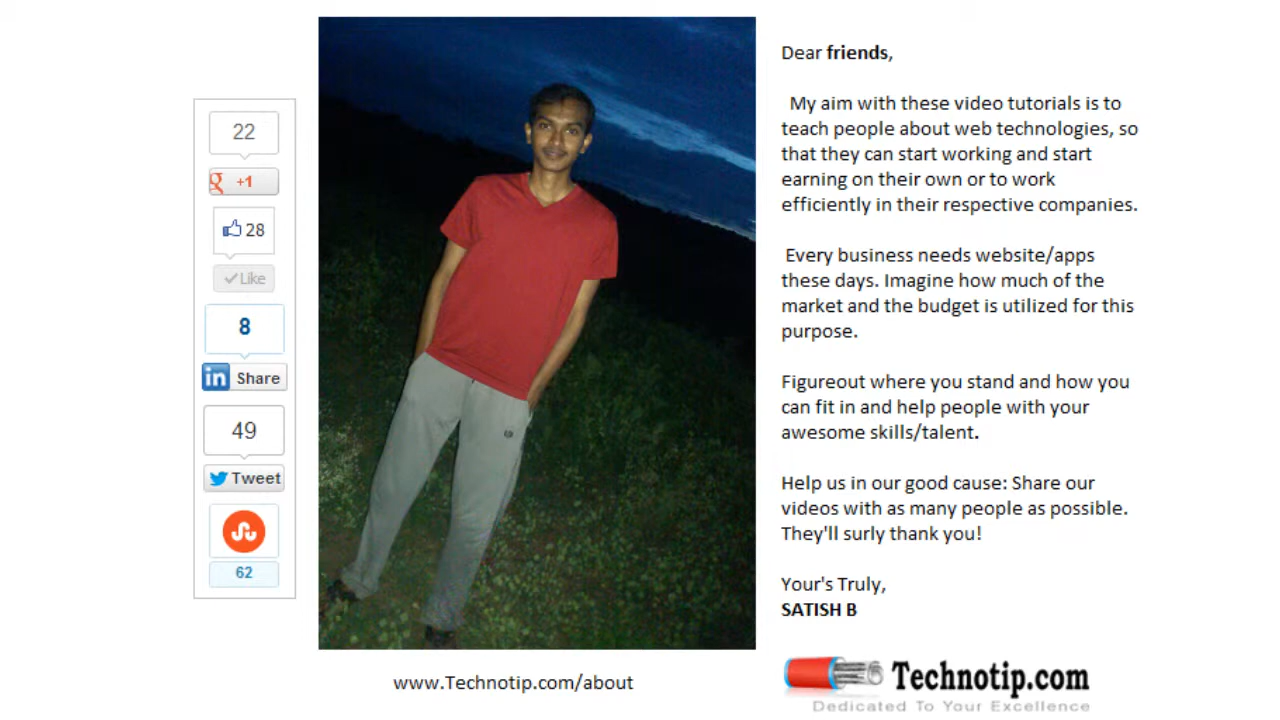 22
+1
28
Like
8
in Share
49
Tweet
62
www.Technotip.com/about
Dear friends,
My aim with these video tutorials is to
teach people about web technologies, so
that they can start working and start
earning on their own or to work
efficiently in their respective companies.
Every business needs website/apps
these days. Imagine how much of the
market and the budget is utilized for this
purpose.
Figureout where you stand and how you
can fit in and help people with your
awesome skills/talent.
Help us in our good cause: Share our
videos with as many people as possible.
They'll surly thank you!
Your's Truly,
SATISH B
Technotip.com
Dedicated To Your Excellence